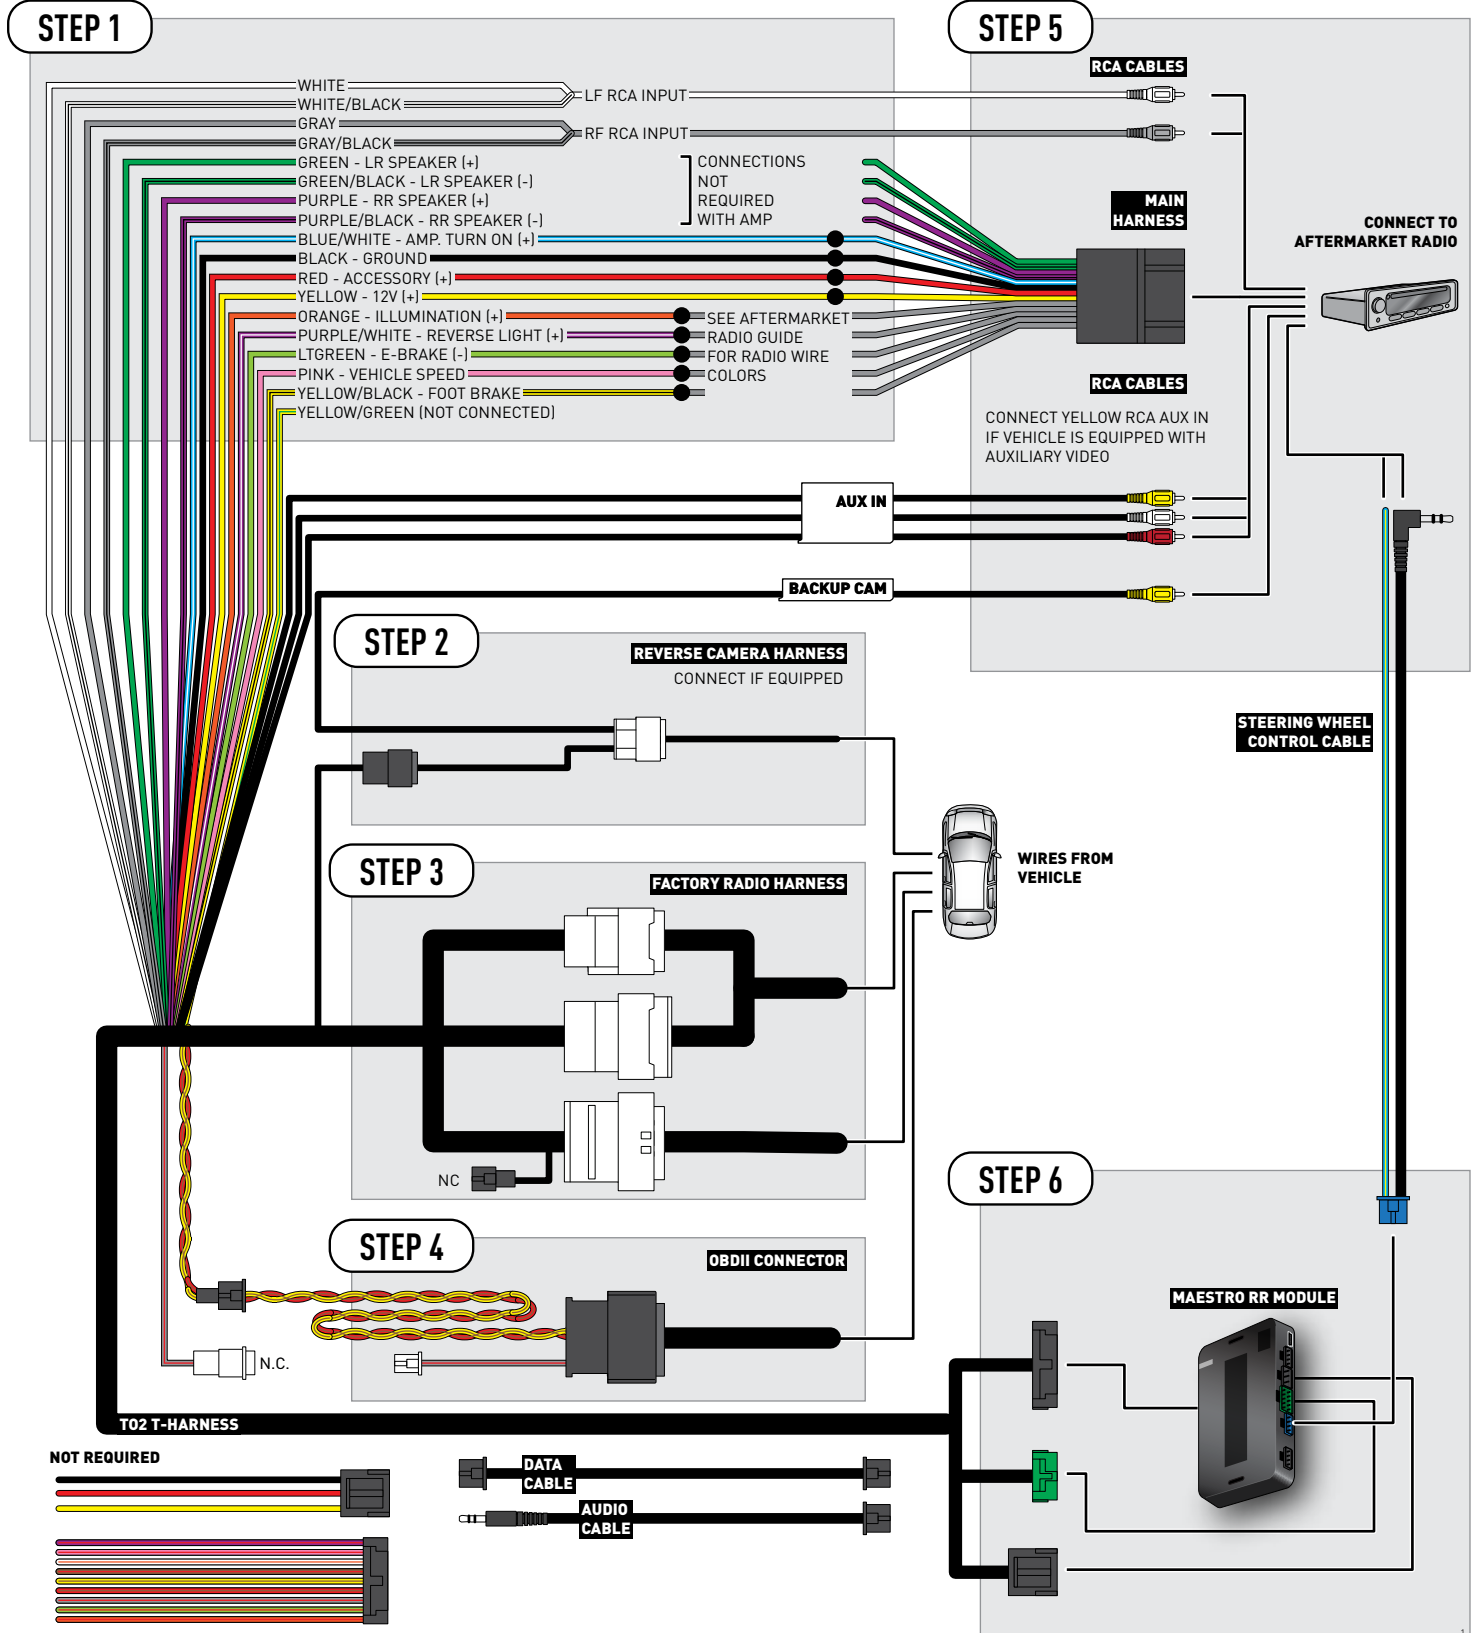 STEP 1
WHITE
WHITE/BLACK
LF RCA INPUT
GRAY
GRAY/BLACK
RF RCA INPUT
GREEN - LR SPEAKER (+)
GREEN/BLACK - LR SPEAKER (-)
PURPLE - RR SPEAKER (+)
PURPLE/BLACK - RR SPEAKER (-)
CONNECTIONS
NOT
REQUIRED
WITH AMP
BLUE/WHITE - AMP. TURN ON (+)
BLACK - GROUND
RED - ACCESSORY (+)
YELLOW - 12V (+)
ORANGE - ILLUMINATION (+)
PURPLE/WHITE - REVERSE LIGHT (+)
LTGREEN - E-BRAKE (-)
PINK - VEHICLE SPEED
YELLOW/BLACK - FOOT BRAKE
YELLOW/GREEN (NOT CONNECTED)
SEE AFTERMARKET
RADIO GUIDE
FOR RADIO WIRE
COLORS
STEP 5
RCA CABLES
MAIN
HARNESS
CONNECT TO
AFTERMARKET RADIO
RCA CABLES
CONNECT YELLOW RCA AUX IN
IF VEHICLE IS EQUIPPED WITH
AUXILIARY VIDEO
AUX IN
BACKUP CAM
STEP 2
REVERSE CAMERA HARNESS
CONNECT IF EQUIPPED
STEERING WHEEL
CONTROL CABLE
STEP 3
FACTORY RADIO HARNESS
WIRES FROM
VEHICLE
NC
STEP 4
OBDII CONNECTOR
N.C.
STEP 6
MAESTRO RR MODULE
T02 T-HARNESS
NOT REQUIRED
DATA
CABLE
AUDIO
CABLE
1